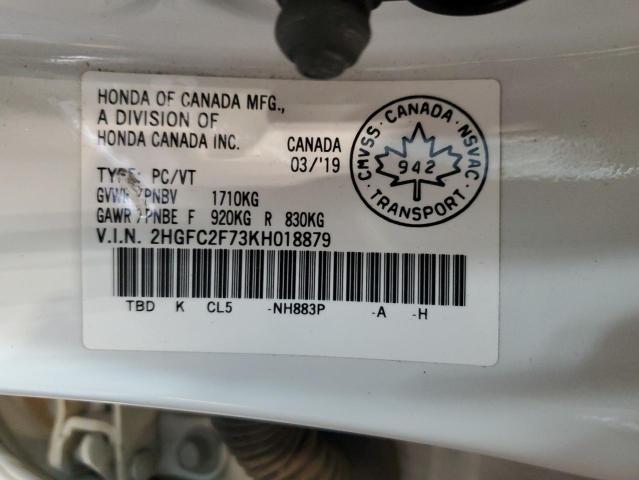 HONDA OF CANADA MFG.,
A DIVISION OF
HONDA CANADA INC.
CANADA
03/'19
TYPE: PC/VT
GVWR/PNBV 1710KG
GAWR/PNBE F 920KG R 830KG
V.I.N. 2HGFC2F73KH018879
TBD K CL5 -NH883P -A -H
CMVSS · CANADA · NSVAC
942
TRANSPORT